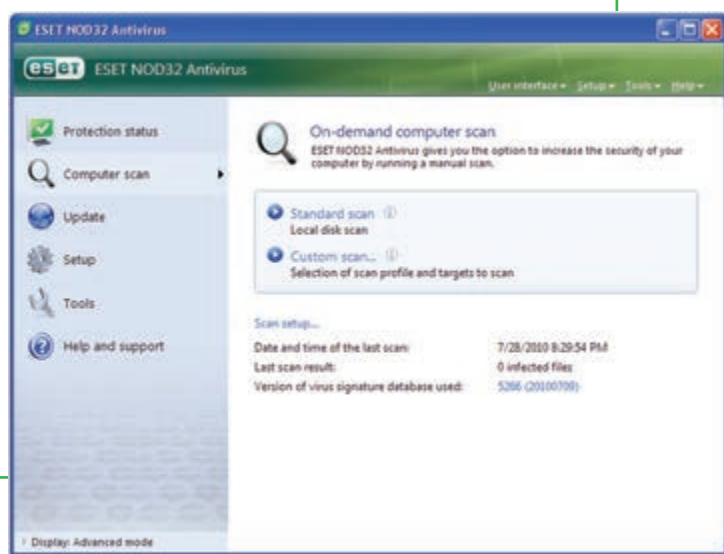 ESET NOD32 Antivirus
eset ESET NOD32 Antivirus
User interface Setup Tools Help
Protection status
Computer scan
Update
Setup
Tools
Help and support
Display: Advanced mode
On-demand computer scan
ESET NOD32 Antivirus gives you the option to increase the security of your
computer by running a manual scan.
Standard scan
Local disk scan
Custom scan...
Selection of scan profile and targets to scan
Scan setup...
Date and time of the last scan: 7/28/2010 8:29:54 PM
Last scan result: 0 infected files
Version of virus signature database used: 5266 (20100709)